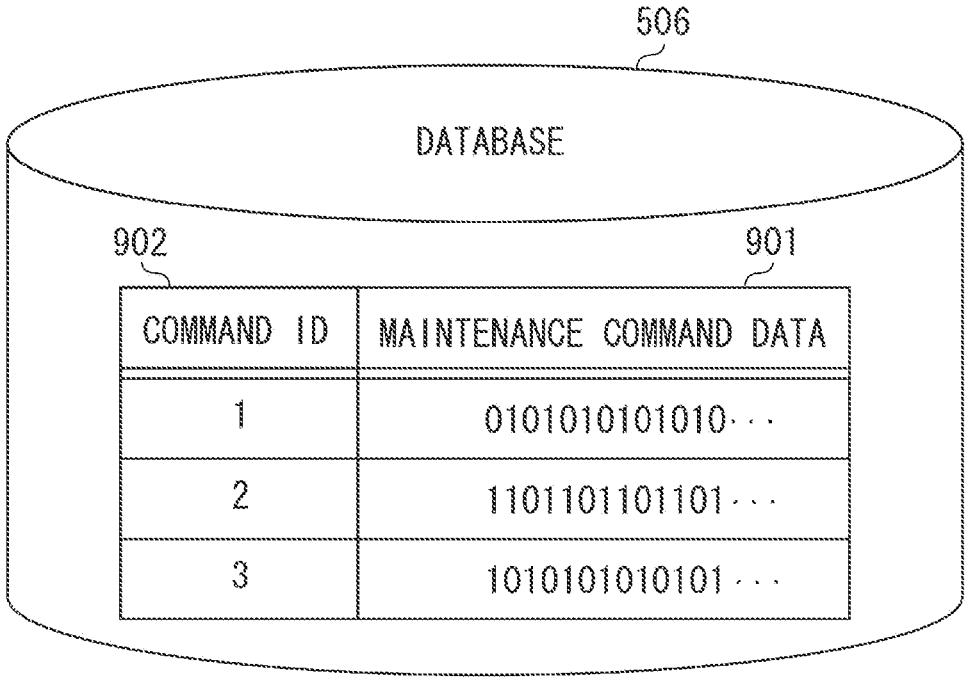 506
DATABASE
902 901
COMMAND ID MAINTENANCE COMMAND DATA
1 0101010101010···
2 1101101101101···
3 1010101010101···